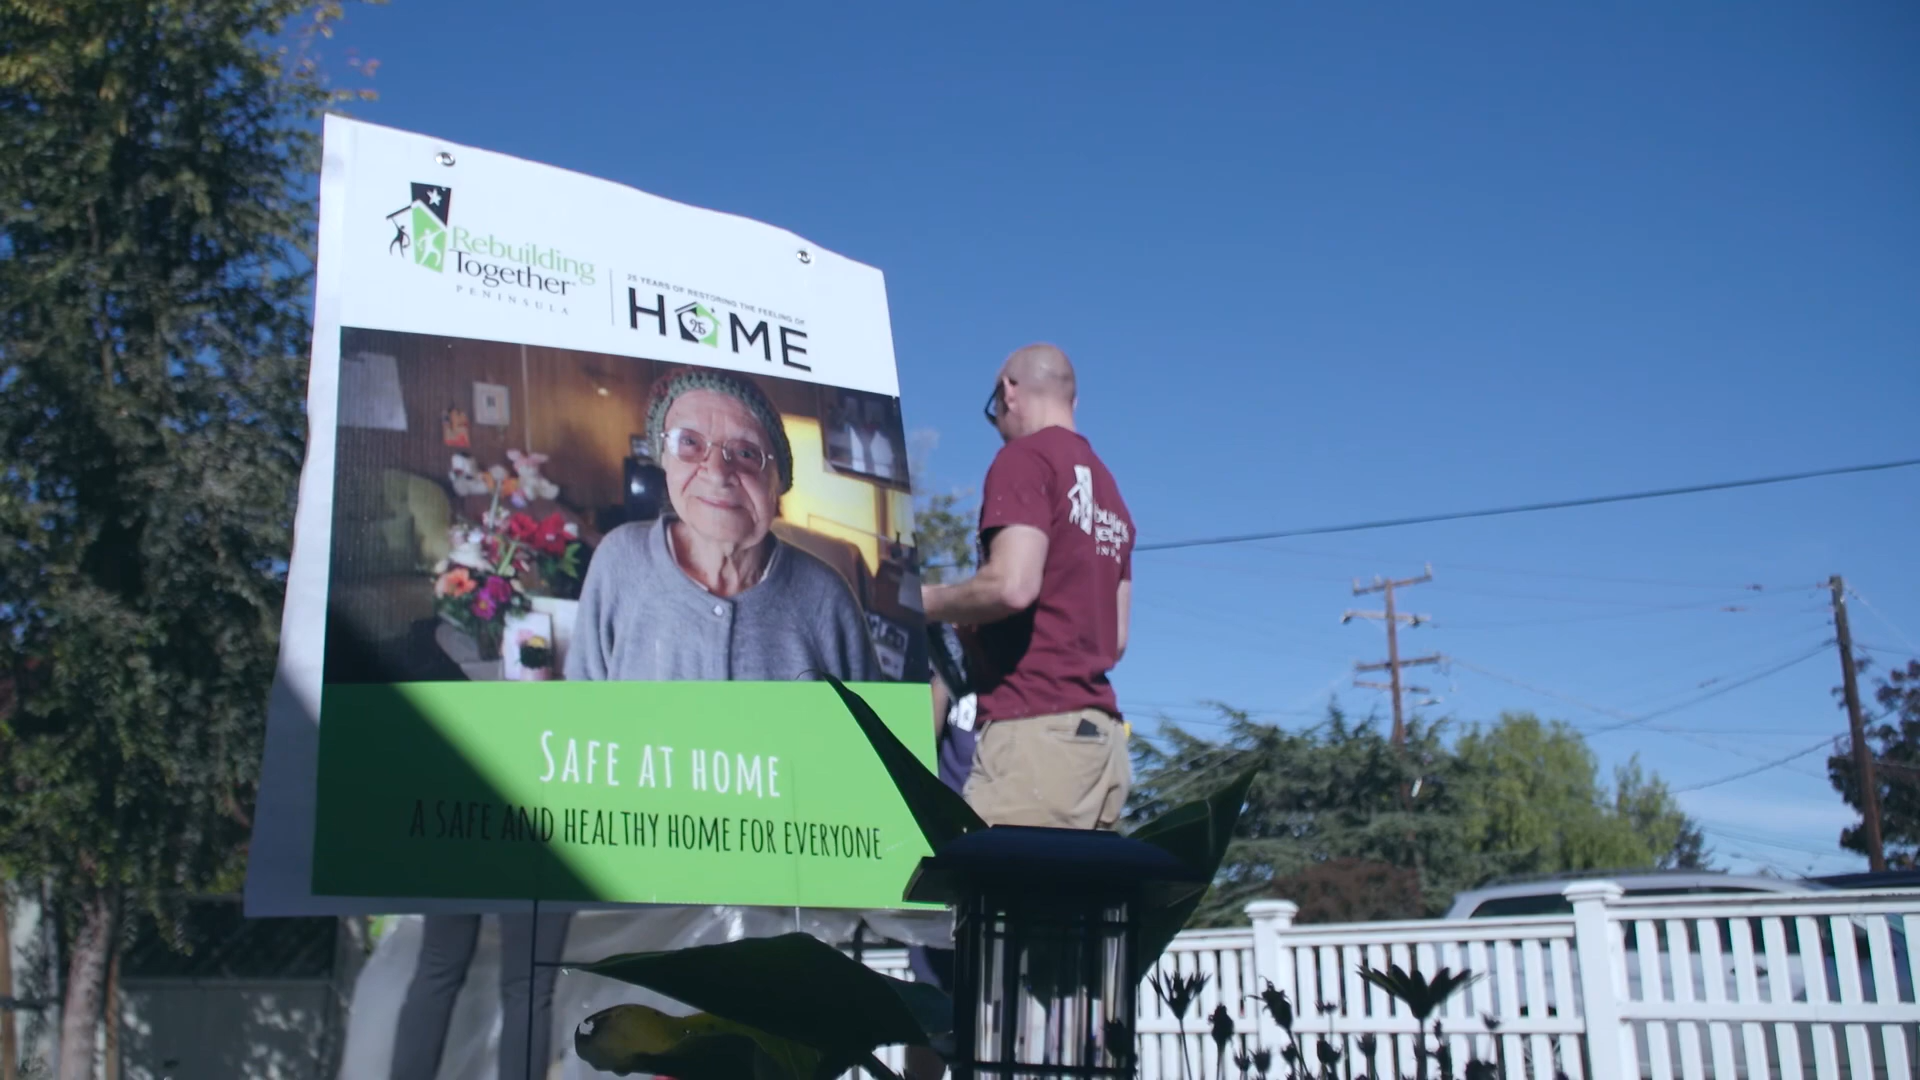 Rebuilding
Together
PENINSULA
25 YEARS OF RESTORING THE FEELING OF
HOME
25
SAFE AT HOME
A SAFE AND HEALTHY HOME FOR EVERYONE